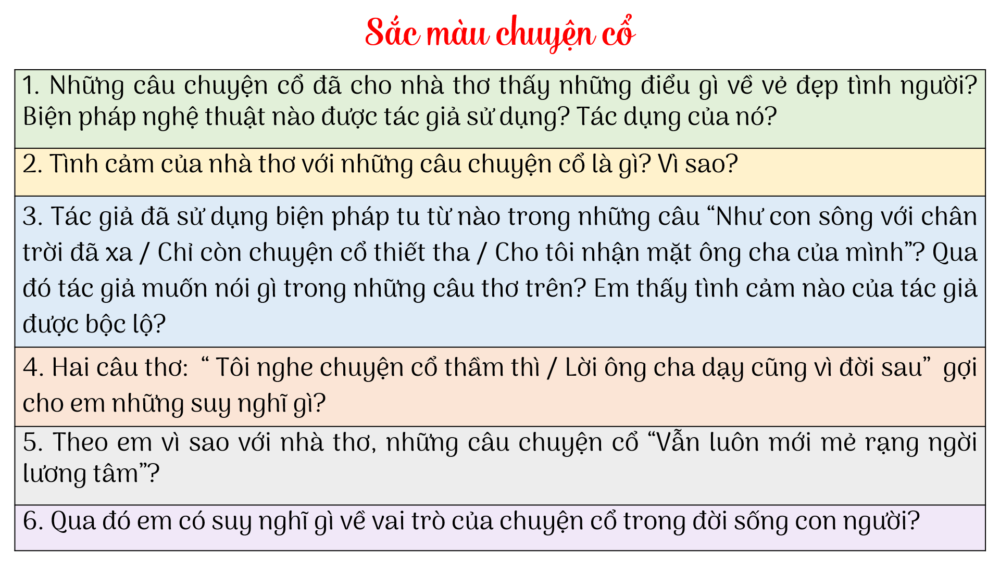 Sắc màu chuyện cổ
1. Những câu chuyện cổ đã cho nhà thơ thấy những điểu gì về vẻ đẹp tình người?
Biện pháp nghệ thuật nào được tác giả sử dụng? Tác dụng của nó?
2. Tình cảm của nhà thơ với những câu chuyện cổ là gì? Vì sao?
3. Tác giả đã sử dụng biện pháp tu từ nào trong những câu “Như con sông với chân
trời đã xa / Chỉ còn chuyện cổ thiết tha / Cho tôi nhận mặt ông cha của mình”? Qua
đó tác giả muốn nói gì trong những câu thơ trên? Em thấy tình cảm nào của tác giả
được bộc lộ?
4. Hai câu thơ:  “ Tôi nghe chuyện cổ thầm thì / Lời ông cha dạy cũng vì đời sau”  gợi
cho em những suy nghĩ gì?
5. Theo em vì sao với nhà thơ, những câu chuyện cổ “Vẫn luôn mới mẻ rạng ngời
lương tâm”?
6. Qua đó em có suy nghĩ gì về vai trò của chuyện cổ trong đời sống con người?